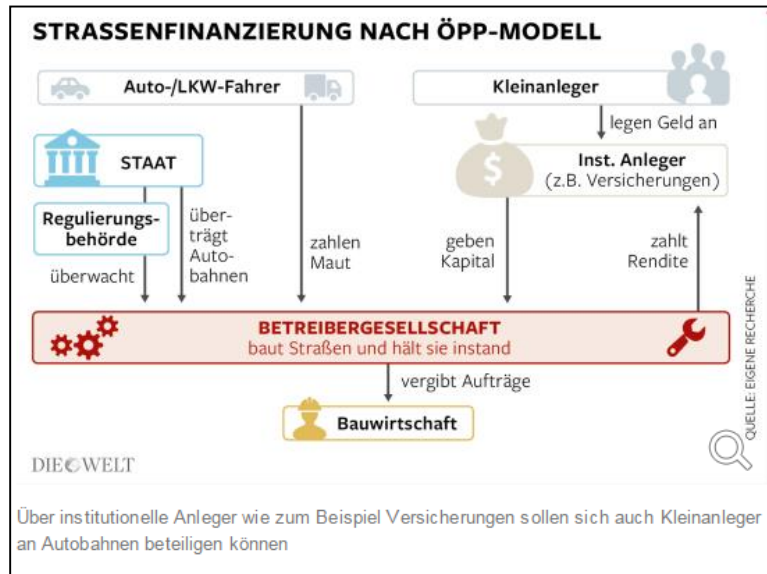 STRASSENFINANZIERUNG NACH ÖPP-MODELL
Auto-/LKW-Fahrer
Kleinanleger
legen Geld an
STAAT
$
Inst. Anleger
(z.B. Versicherungen)
Regulierungs-
behörde
überwacht
über-
trägt
Auto-
bahnen
zahlen
Maut
geben
Kapital
zahlt
Rendite
BETREIBERGESELLSCHAFT
baut Straßen und hält sie instand
vergibt Aufträge
Bauwirtschaft
QUELLE: EIGENE RECHERCHE
DIE WELT
Über institutionelle Anleger wie zum Beispiel Versicherungen sollen sich auch Kleinanleger
an Autobahnen beteiligen können